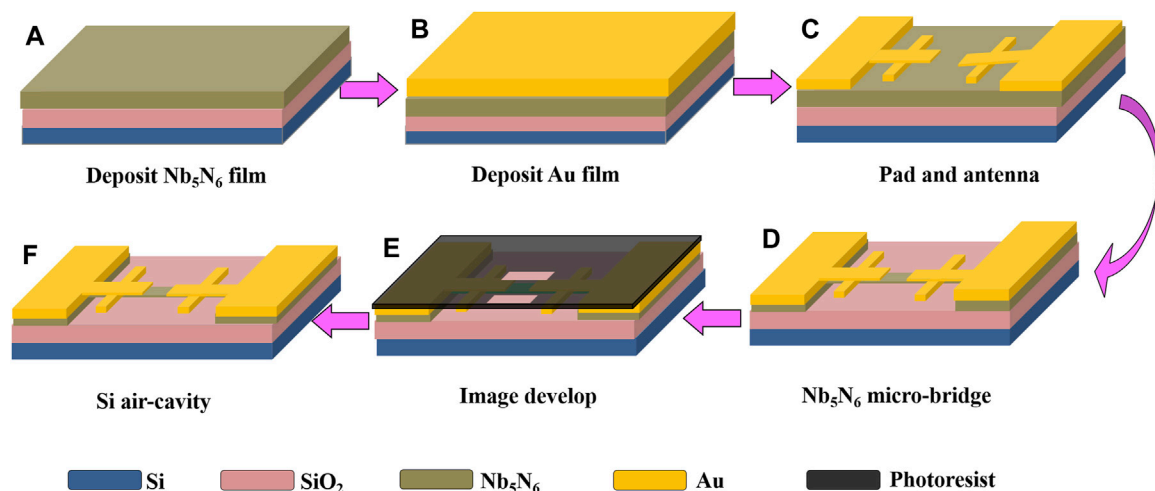 A
B
C
Deposit Nb₅N₆ film
Deposit Au film
Pad and antenna
F
E
D
Si air-cavity
Image develop
Nb₅N₆ micro-bridge
Si
SiO₂
Nb₅N₆
Au
Photoresist